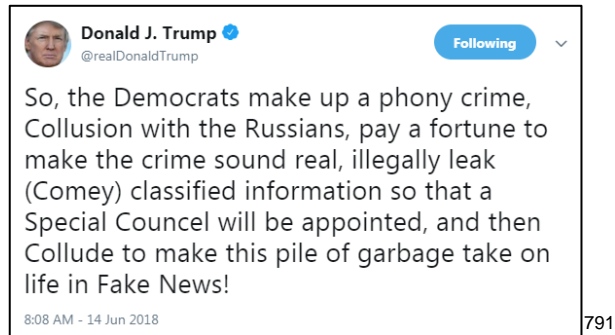 Donald J. Trump
@realDonaldTrump
Following
So, the Democrats make up a phony crime,
Collusion with the Russians, pay a fortune to
make the crime sound real, illegally leak
(Comey) classified information so that a
Special Councel will be appointed, and then
Collude to make this pile of garbage take on
life in Fake News!
8:08 AM - 14 Jun 2018
791